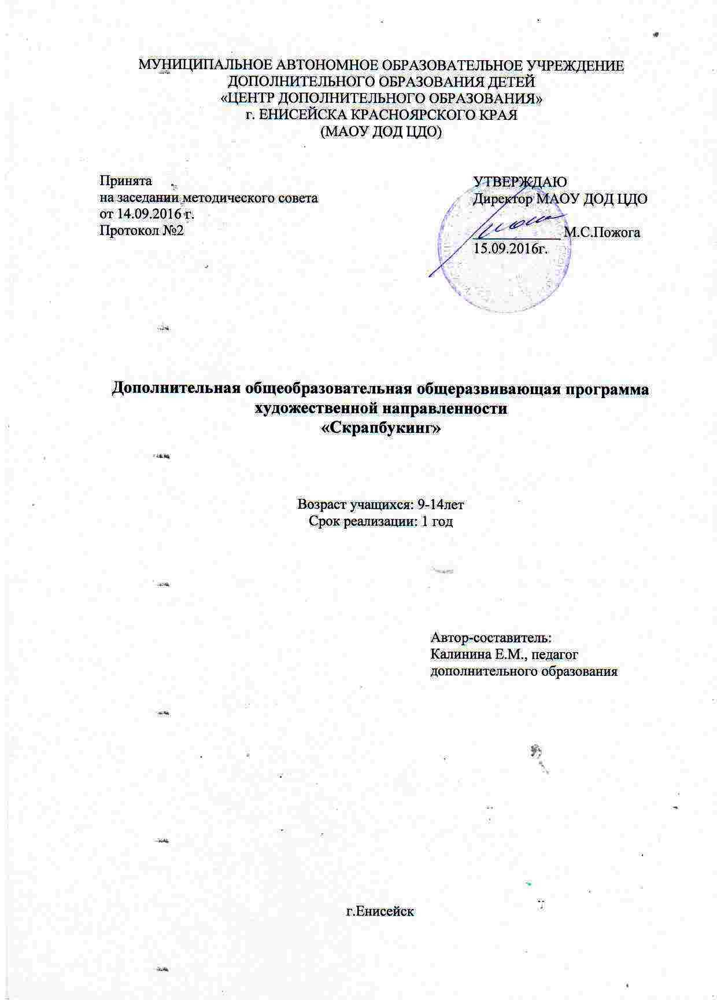 МУНИЦИПАЛЬНОЕ АВТОНОМНОЕ ОБРАЗОВАТЕЛЬНОЕ УЧРЕЖДЕНИЕ
ДОПОЛНИТЕЛЬНОГО ОБРАЗОВАНИЯ ДЕТЕЙ
«ЦЕНТР ДОПОЛНИТЕЛЬНОГО ОБРАЗОВАНИЯ»
г. ЕНИСЕЙСКА КРАСНОЯРСКОГО КРАЯ
(МАОУ ДОД ЦДО)
Принята
на заседании методического совета
от 14.09.2016 г.
Протокол №2
УТВЕРЖДАЮ
Директор МАОУ ДОД ЦДО
____________ М.С.Пожога
15.09.2016г.
Дополнительная общеобразовательная общеразвивающая программа
художественной направленности
«Скрапбукинг»
Возраст учащихся: 9-14лет
Срок реализации: 1 год
Автор-составитель:
Калинина Е.М., педагог
дополнительного образования
г.Енисейск